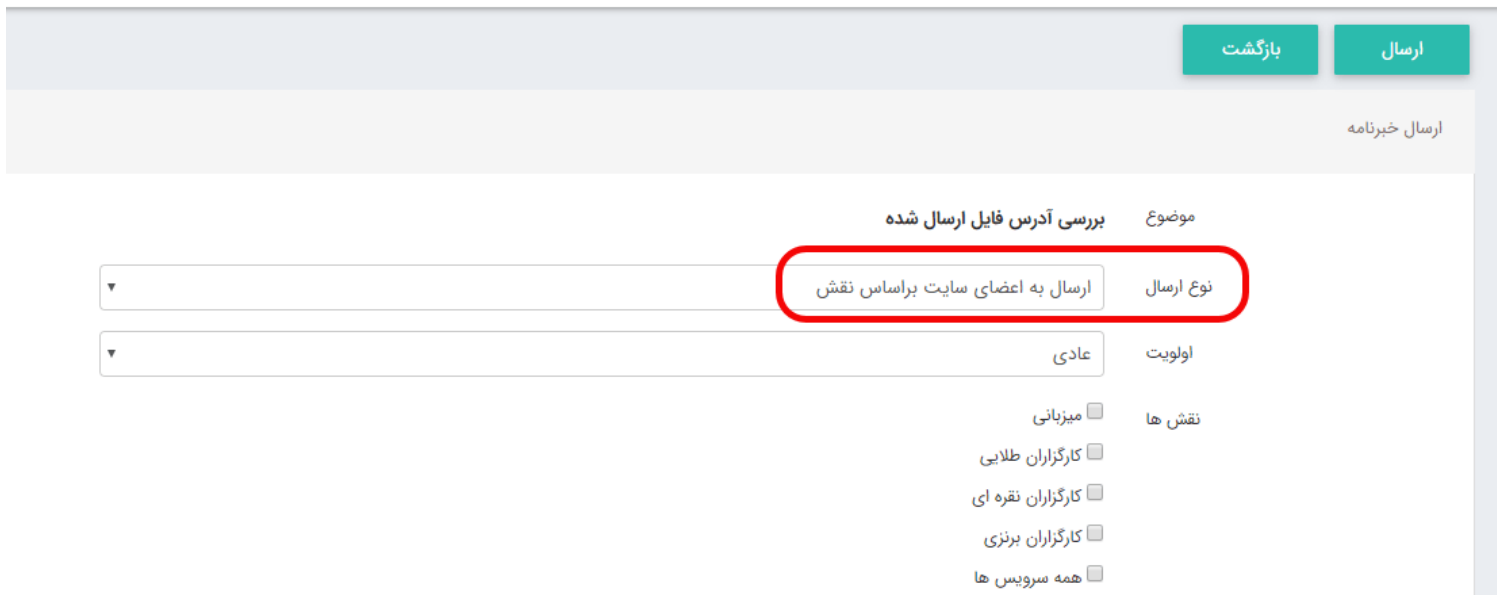 ارسال
بازگشت
ارسال خبرنامه
موضوع بررسی آدرس فایل ارسال شده
نوع ارسال ارسال به اعضای سایت براساس نقش
اولویت عادی
نقش ها میزبانی
کارگزاران طلایی
کارگزاران نقره ای
کارگزاران برنزی
همه سرویس ها